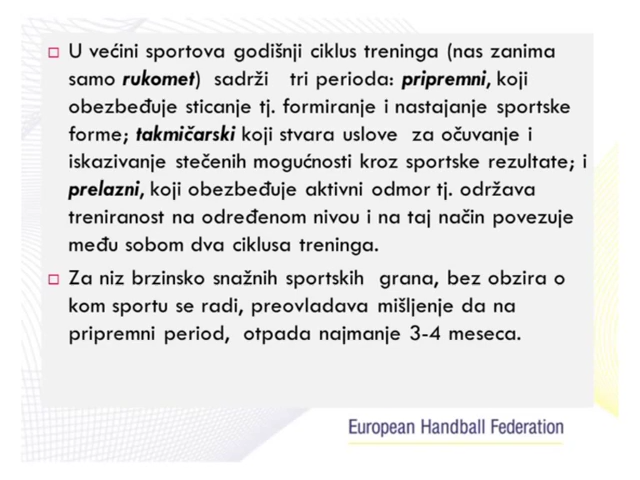 U većini sportova godišnji ciklus treninga (nas zanima
samo rukomet) sadrži tri perioda: pripremni, koji
obezbeđuje sticanje tj. formiranje i nastajanje sportske
forme; takmičarski koji stvara uslove za očuvanje i
iskazivanje stečenih mogućnosti kroz sportske rezultate; i
prelazni, koji obezbeđuje aktivni odmor tj. održava
treniranost na određenom nivou i na taj način povezuje
među sobom dva ciklusa treninga.
Za niz brzinsko snažnih sportskih grana, bez obzira o
kom sportu se radi, preovladava mišljenje da na
pripremni period, otpada najmanje 3-4 meseca.
European Handball Federation